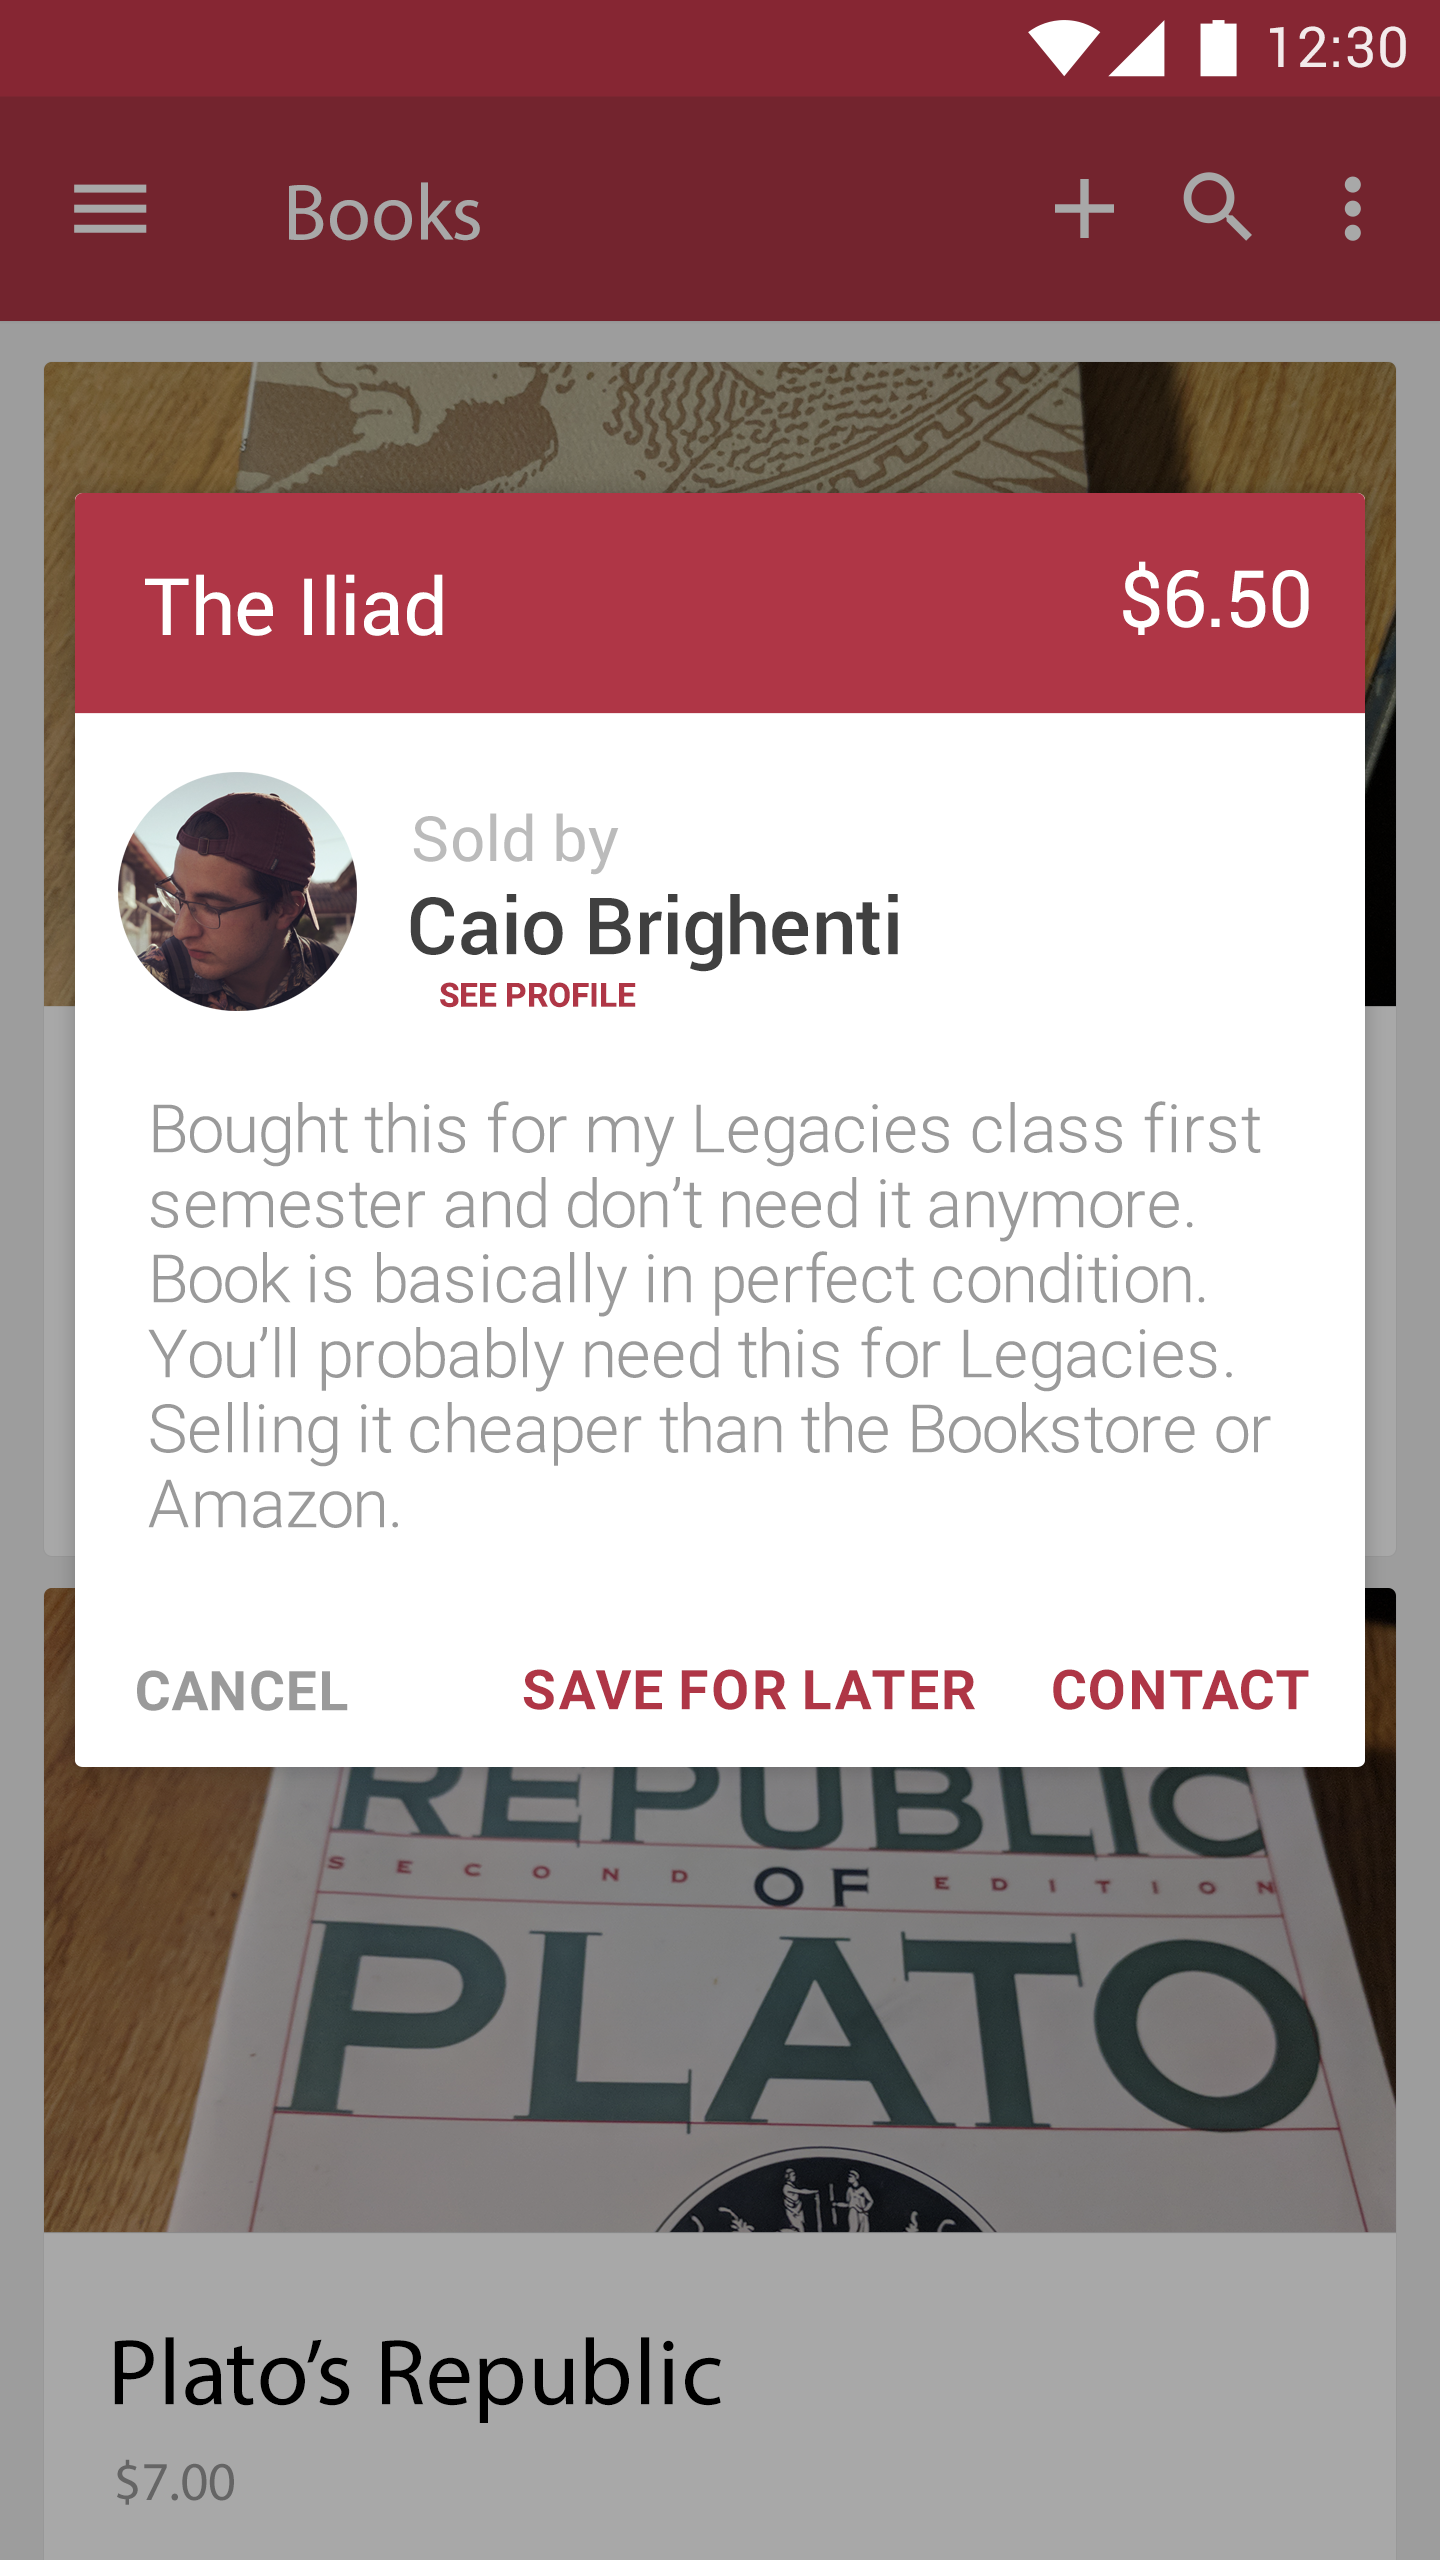 12:30
Books
The Iliad
$6.50
Sold by
Caio Brighenti
SEE PROFILE
Bought this for my Legacies class first
semester and don’t need it anymore.
Book is basically in perfect condition.
You’ll probably need this for Legacies.
Selling it cheaper than the Bookstore or
Amazon.
CANCEL SAVE FOR LATER CONTACT
REPUBLIC
SECOND OF EDITION
PLATO
Plato’s Republic
$7.00